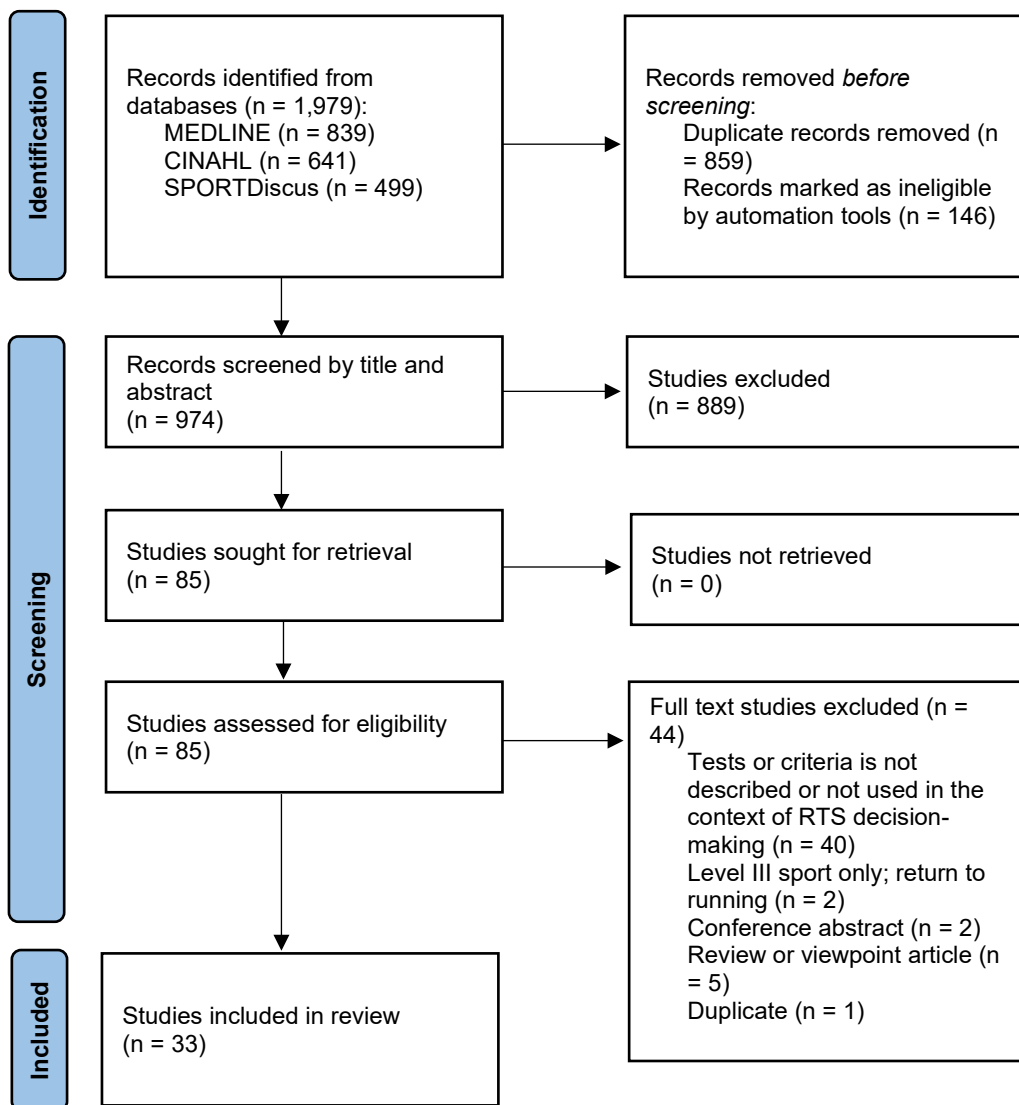 Identification
Records identified from
databases (n = 1,979):
MEDLINE (n = 839)
CINAHL (n = 641)
SPORTDiscus (n = 499)
Records removed before
screening:
Duplicate records removed (n
= 859)
Records marked as ineligible
by automation tools (n = 146)
Screening
Records screened by title and
abstract
(n = 974)
Studies excluded
(n = 889)
Studies sought for retrieval
(n = 85)
Studies not retrieved
(n = 0)
Studies assessed for eligibility
(n = 85)
Full text studies excluded (n =
44)
Tests or criteria is not
described or not used in the
context of RTS decision-
making (n = 40)
Level III sport only; return to
running (n = 2)
Conference abstract (n = 2)
Review or viewpoint article (n
= 5)
Duplicate (n = 1)
Included
Studies included in review
(n = 33)